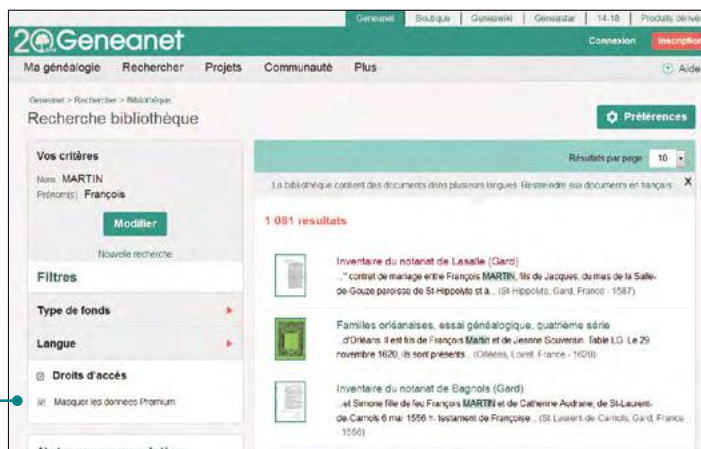 Geneanet Boutique Geneawiki Geneastar 14-18 Produits dérivés
20 Geneanet
Connexion Inscription
Ma généalogie Rechercher Projets Communauté Plus Aide
Geneanet > Rechercher > Bibliothèque
Recherche bibliothèque
Préférences
Vos critères
Nom MARTIN
Prénom(s) François
Modifier
Nouvelle recherche
Filtres
Type de fonds
Langue
Droits d'accès
Masquer les données Premium
Résultats par page 10
La bibliothèque contient des documents dans plusieurs langues. Restreindre aux documents en français X
1 081 résultats
Inventaire du notariat de Lasalle (Gard)
..." contrat de mariage entre François MARTIN, fils de Jacques, du mas de la Salle-
de-Gouze paroisse de St-Hippolyte st à... (St-Hippolyte, Gard, France - 1587)
Familles orléanaises, essai généalogique, quatrième série
...d'Orléans. Il est fils de François Martin et de Jeanne Souverain. Table LG. Le 29
novembre 1620, ils sont présents... (Orléans, Loiret, France - 1620)
Inventaire du notariat de Bagnols (Gard)
...et Simone fille de feu François MARTIN et de Catherine Audrane, de St-Laurent-
de-Carnols 6 mai 1556 =- testament de Françoise... (St-Laurent-de-Carnols, Gard, France
- 1556)